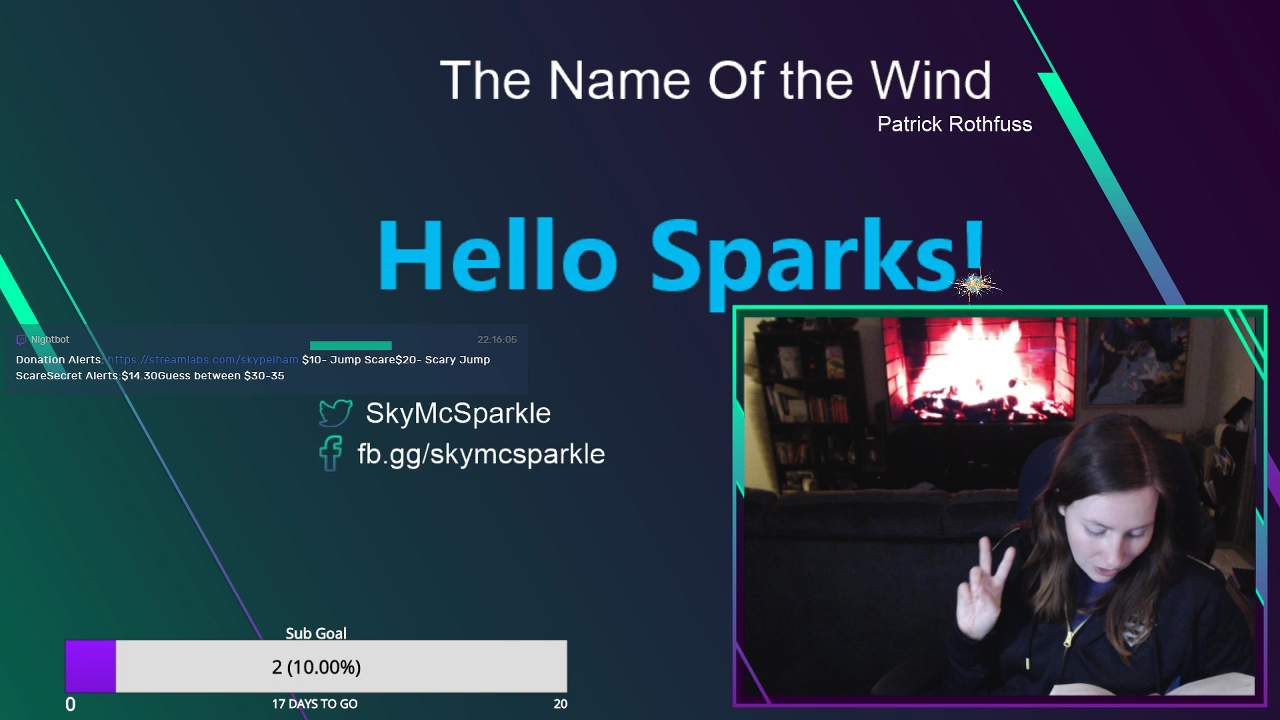 The Name Of the Wind
Patrick Rothfuss
Hello Sparks!
Nightbot
22:16:05
Donation Alerts: https://streamlabs.com/skypelham $10- Jump Scare$20- Scary Jump
ScareSecret Alerts:$14.30Guess between $30-35
SkyMcSparkle
fb.gg/skymcsparkle
Sub Goal
2 (10.00%)
0
17 DAYS TO GO
20